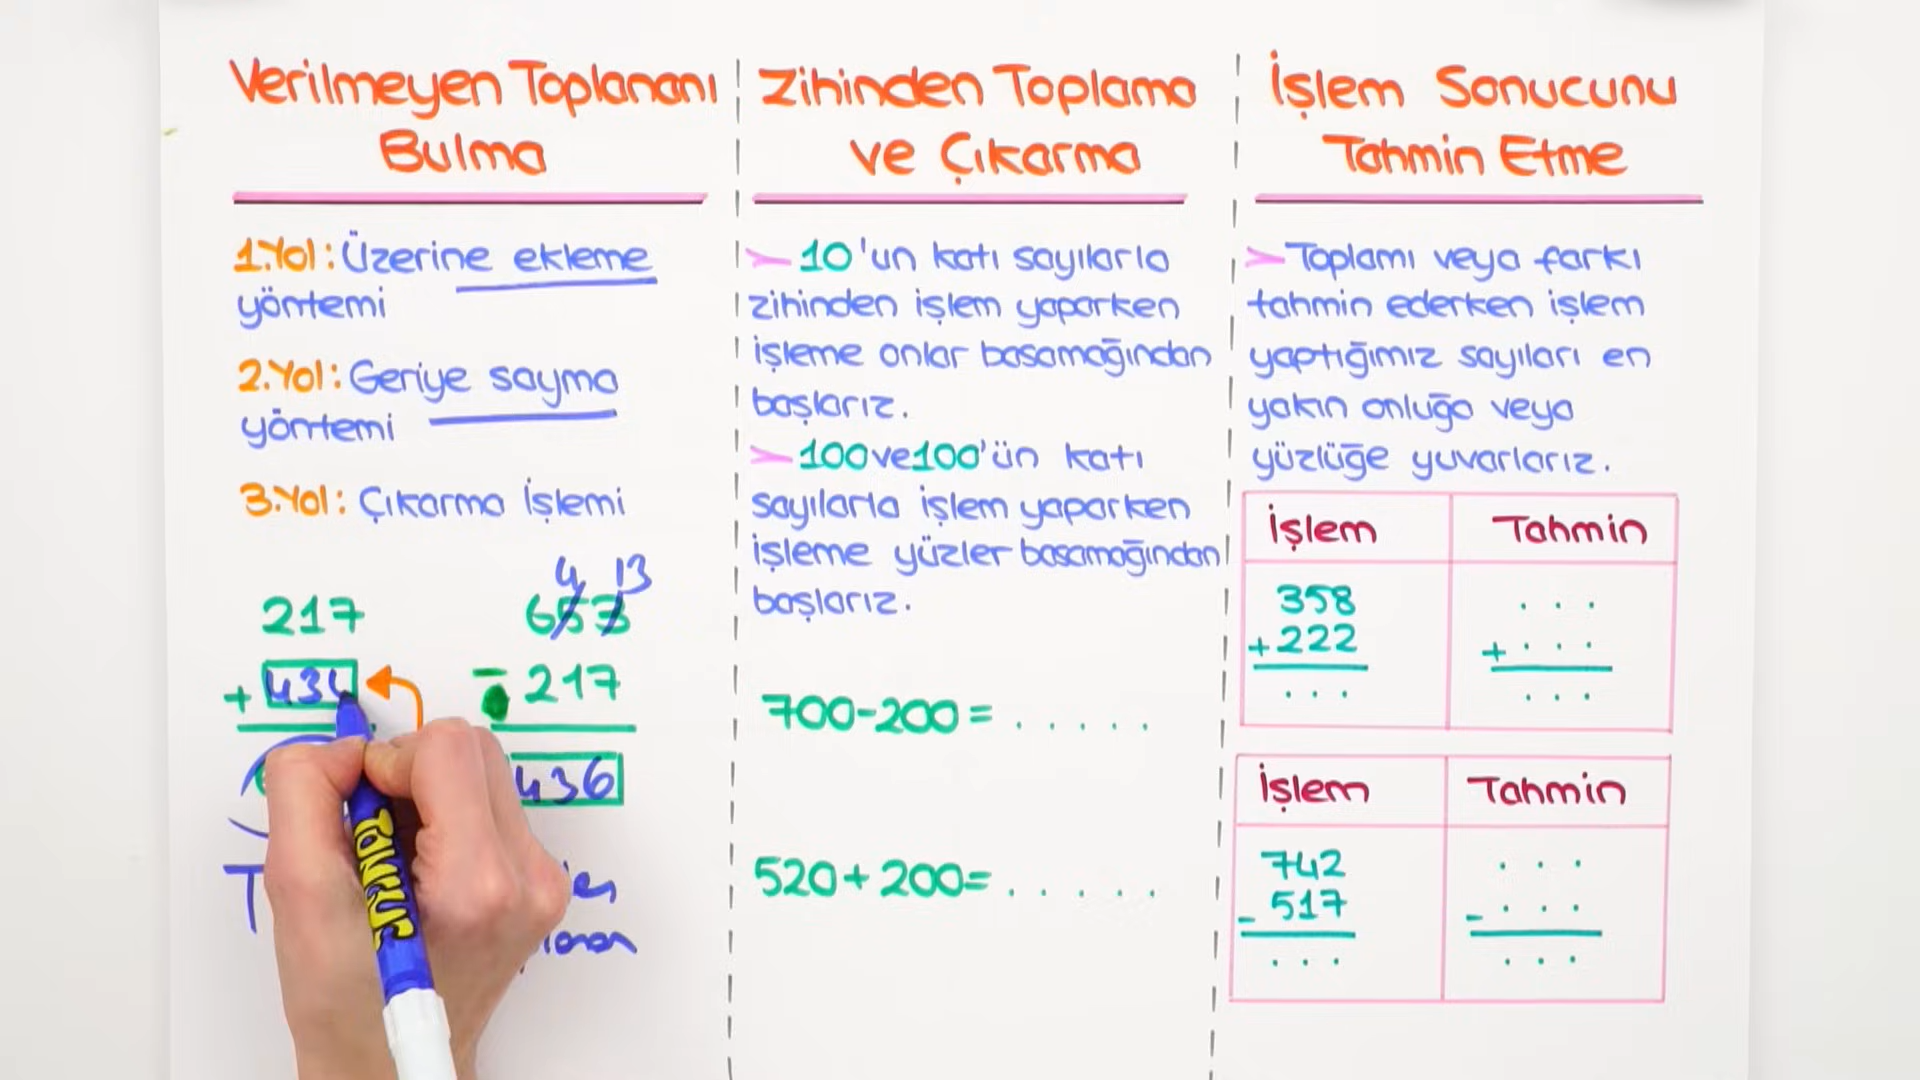 Verilmeyen Toplananı
Bulma
1.Yol: Üzerine ekleme
yöntemi
2.Yol: Geriye sayma
yöntemi
3.Yol: Çıkarma İşlemi
217
+
4 13
653
- 217
436
Zihinden Toplama
ve Çıkarma
10'un katı sayılarla
zihinden işlem yaparken
işleme onlar basamağından
başlarız.
100 ve 100'ün katı
sayılarla işlem yaparken
işleme yüzler basamağından
başlarız.
700-200= . . . . .
520+200= . . . . .
İşlem Sonucunu
Tahmin Etme
Toplamı veya farkı
tahmin ederken işlem
yaptığımız sayıları en
yakın onluğa veya
yüzlüğe yuvarlarız.
İşlem Tahmin
358 . . .
+222 + . . .
. . . . . .
İşlem Tahmin
742 . . .
- 517 - . . .
. . . . . .